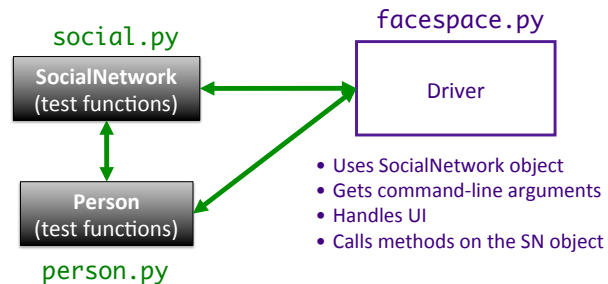 social.py
SocialNetwork
(test functions)
Person
(test functions)
person.py
facespace.py
Driver
• Uses SocialNetwork object
• Gets command-line arguments
• Handles UI
• Calls methods on the SN object